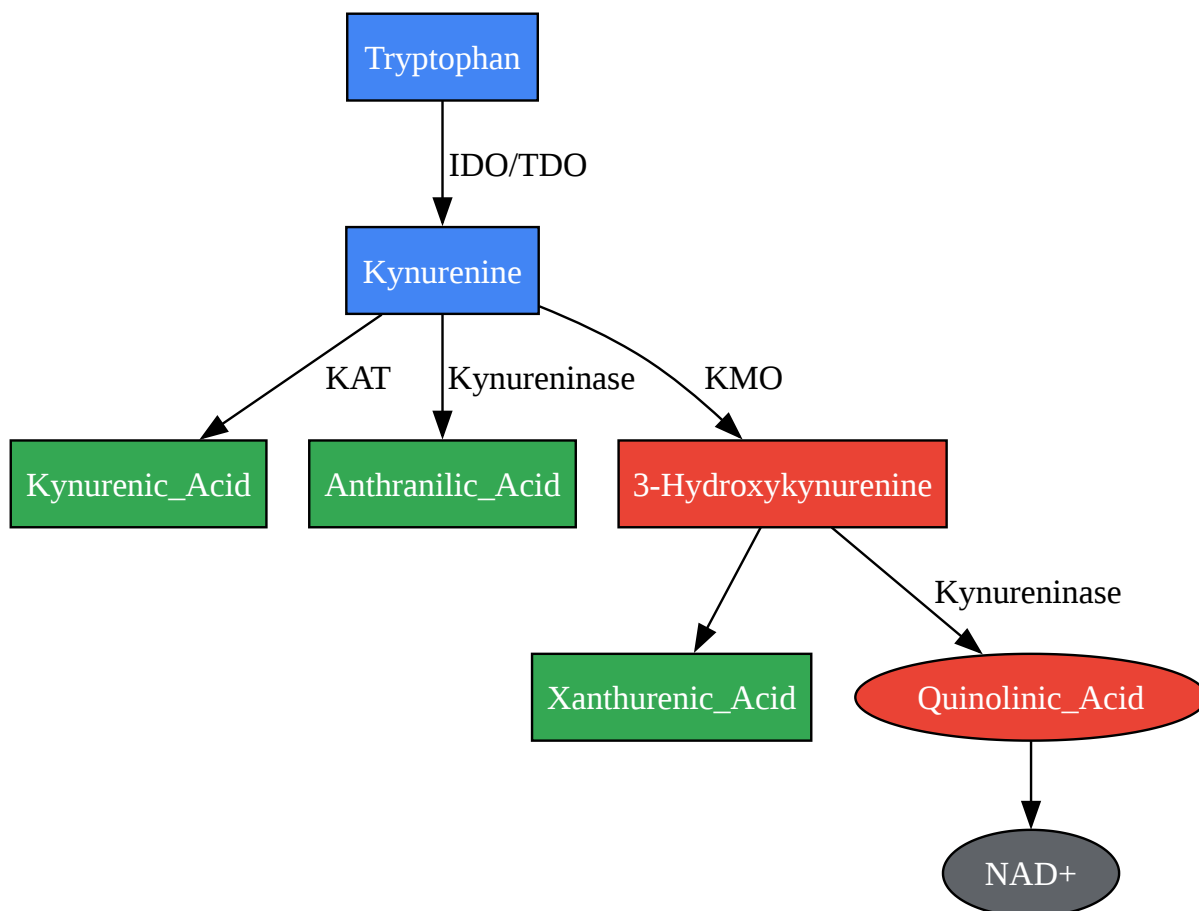 Tryptophan
IDO/TDO
Kynurenine
KAT
Kynureninase
KMO
Kynurenic_Acid
Anthranilic_Acid
3-Hydroxykynurenine
Kynureninase
Xanthurenic_Acid
Quinolinic_Acid
NAD+